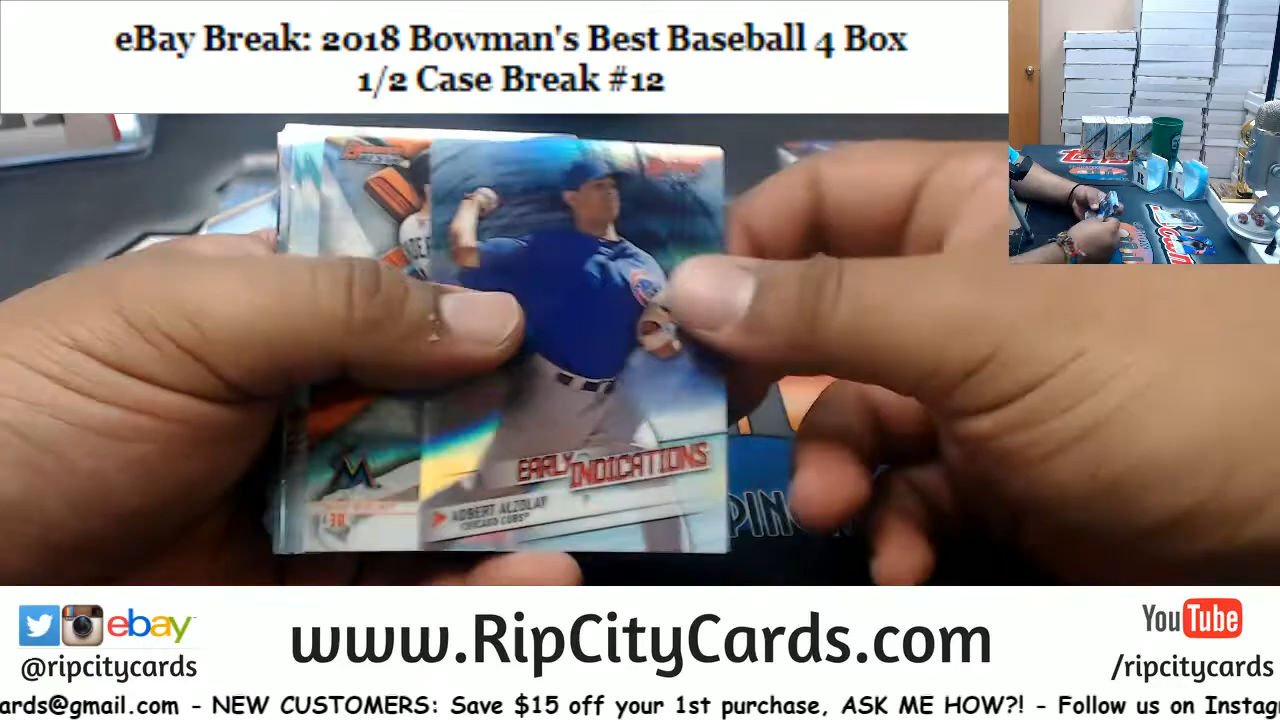 eBay Break: 2018 Bowman's Best Baseball 4 Box
1/2 Case Break #12
EARLY INDICATIONS
ADBERT ALZOLAY
CHICAGO CUBS
ebay
@ripcitycards
www.RipCityCards.com
YouTube
/ripcitycards
ards@gmail.com - NEW CUSTOMERS: Save $15 off your 1st purchase, ASK ME HOW?! - Follow us on Instag